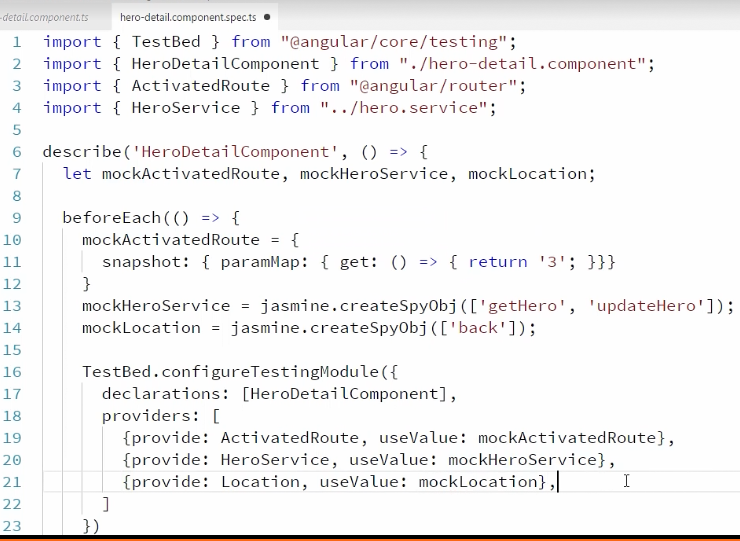 -detail.component.ts hero-detail.component.spec.ts ●
1 import { TestBed } from "@angular/core/testing";
2 import { HeroDetailComponent } from "./hero-detail.component";
3 import { ActivatedRoute } from "@angular/router";
4 import { HeroService } from "../hero.service";
5
6 describe('HeroDetailComponent', () => {
7 let mockActivatedRoute, mockHeroService, mockLocation;
8
9 beforeEach(() => {
10 mockActivatedRoute = {
11 snapshot: { paramMap: { get: () => { return '3'; }}}
12 }
13 mockHeroService = jasmine.createSpyObj(['getHero', 'updateHero']);
14 mockLocation = jasmine.createSpyObj(['back']);
15
16 TestBed.configureTestingModule({
17 declarations: [HeroDetailComponent],
18 providers: [
19 {provide: ActivatedRoute, useValue: mockActivatedRoute},
20 {provide: HeroService, useValue: mockHeroService},
21 {provide: Location, useValue: mockLocation},
22 ]
23 })